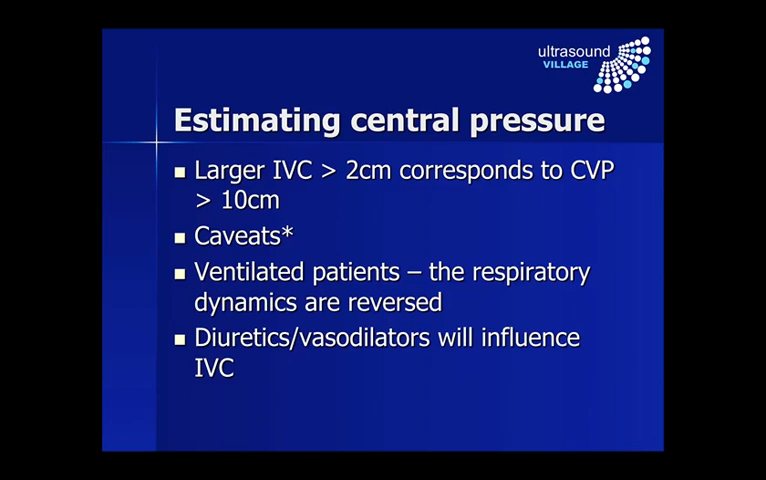 ultrasound
VILLAGE
Estimating central pressure
Larger IVC > 2cm corresponds to CVP
> 10cm
Caveats*
Ventilated patients – the respiratory
dynamics are reversed
Diuretics/vasodilators will influence
IVC